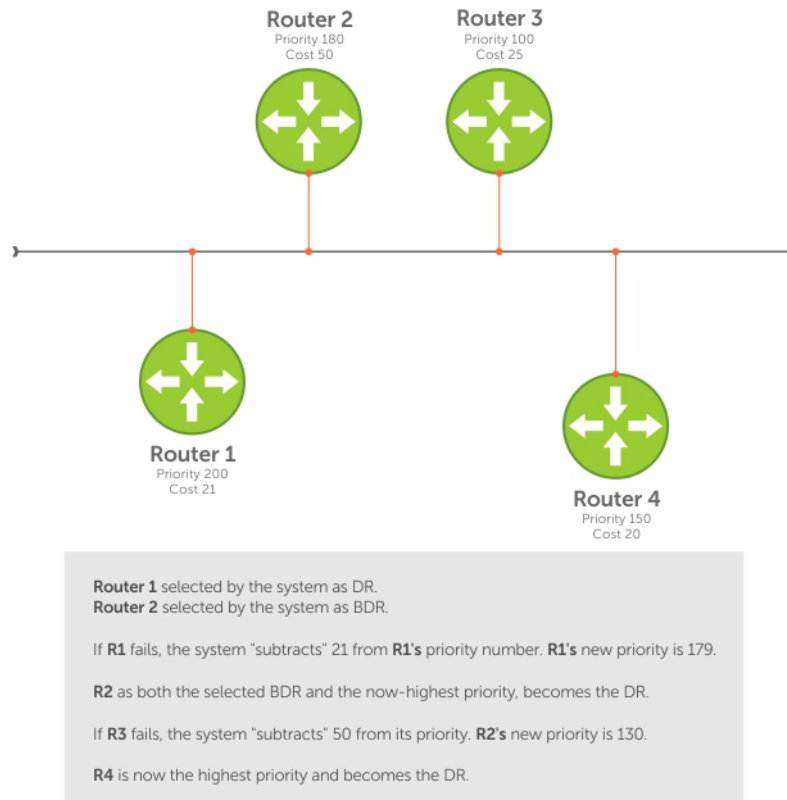 Router 2
Priority 180
Cost 50
Router 3
Priority 100
Cost 25
Router 1
Priority 200
Cost 21
Router 4
Priority 150
Cost 20
Router 1 selected by the system as DR.
Router 2 selected by the system as BDR.
If R1 fails, the system "subtracts" 21 from R1's priority number. R1's new priority is 179.
R2 as both the selected BDR and the now-highest priority, becomes the DR.
If R3 fails, the system "subtracts" 50 from its priority. R2's new priority is 130.
R4 is now the highest priority and becomes the DR.